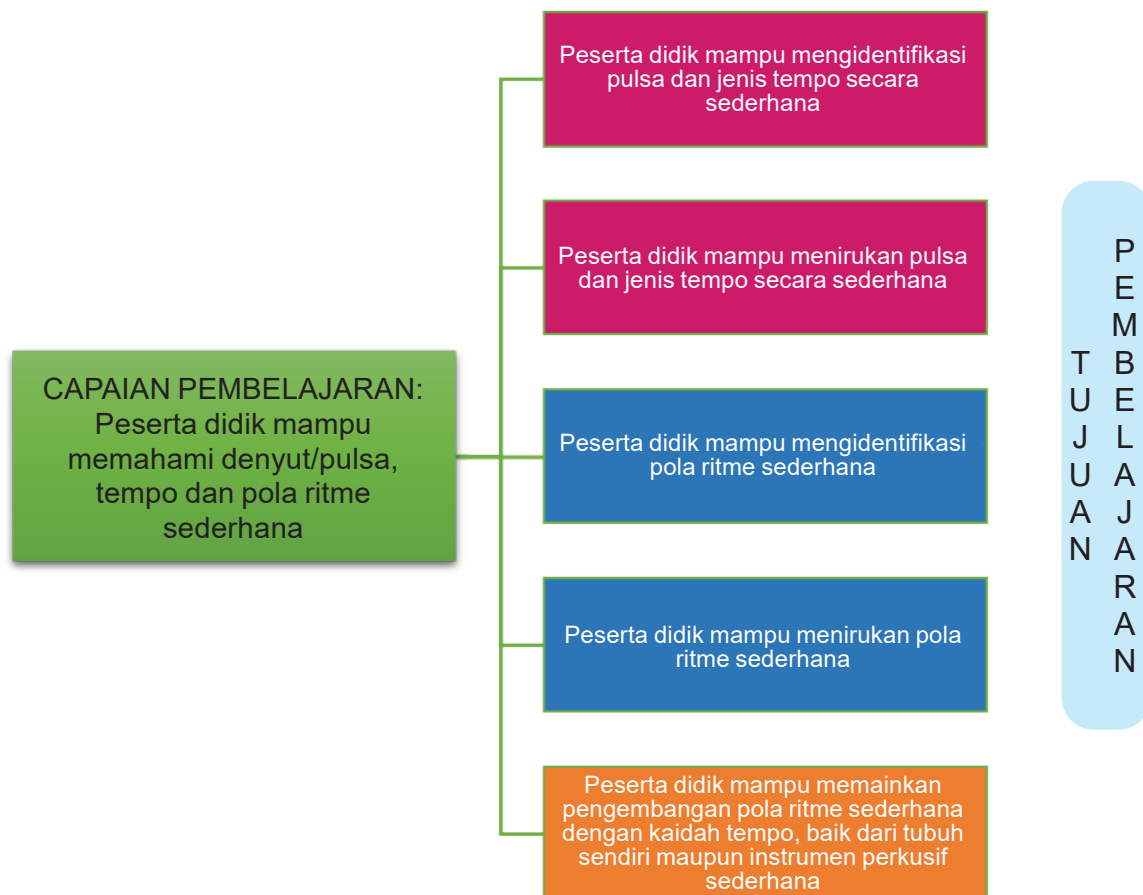 CAPAIAN PEMBELAJARAN:
Peserta didik mampu
memahami denyut/pulsa,
tempo dan pola ritme
sederhana
Peserta didik mampu mengidentifikasi
pulsa dan jenis tempo secara
sederhana
Peserta didik mampu menirukan pulsa
dan jenis tempo secara sederhana
Peserta didik mampu mengidentifikasi
pola ritme sederhana
Peserta didik mampu menirukan pola
ritme sederhana
Peserta didik mampu memainkan
pengembangan pola ritme sederhana
dengan kaidah tempo, baik dari tubuh
sendiri maupun instrumen perkusif
sederhana
TUJUAN
PEMBELAJARAN